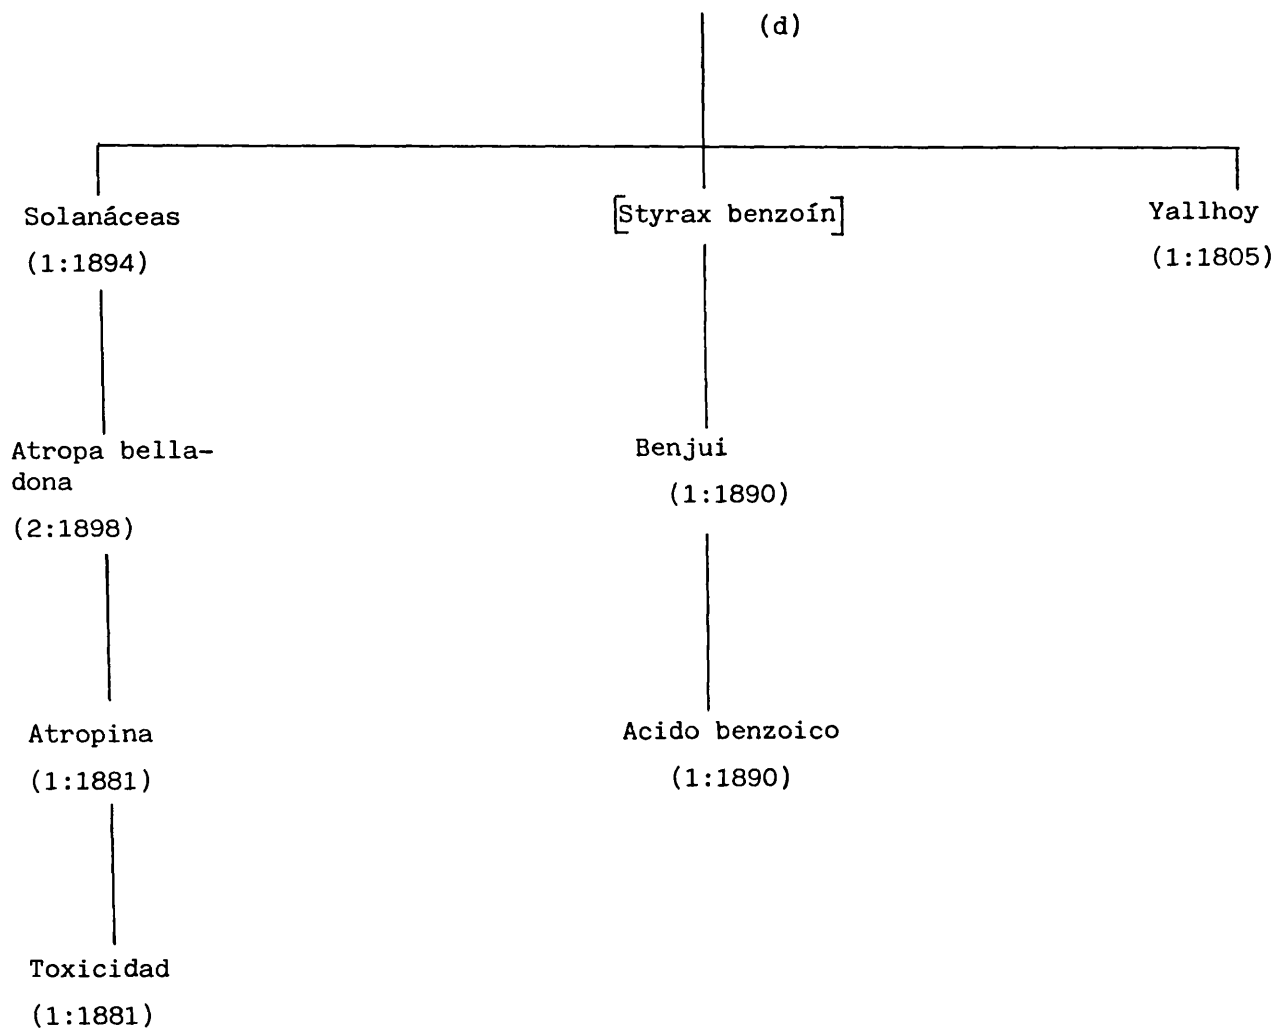 (d)
Solanáceas
(1:1894)
Atropa bella-
dona
(2:1898)
Atropina
(1:1881)
Toxicidad
(1:1881)
[Styrax benzoín]
Benjui
(1:1890)
Acido benzoico
(1:1890)
Yallhoy
(1:1805)